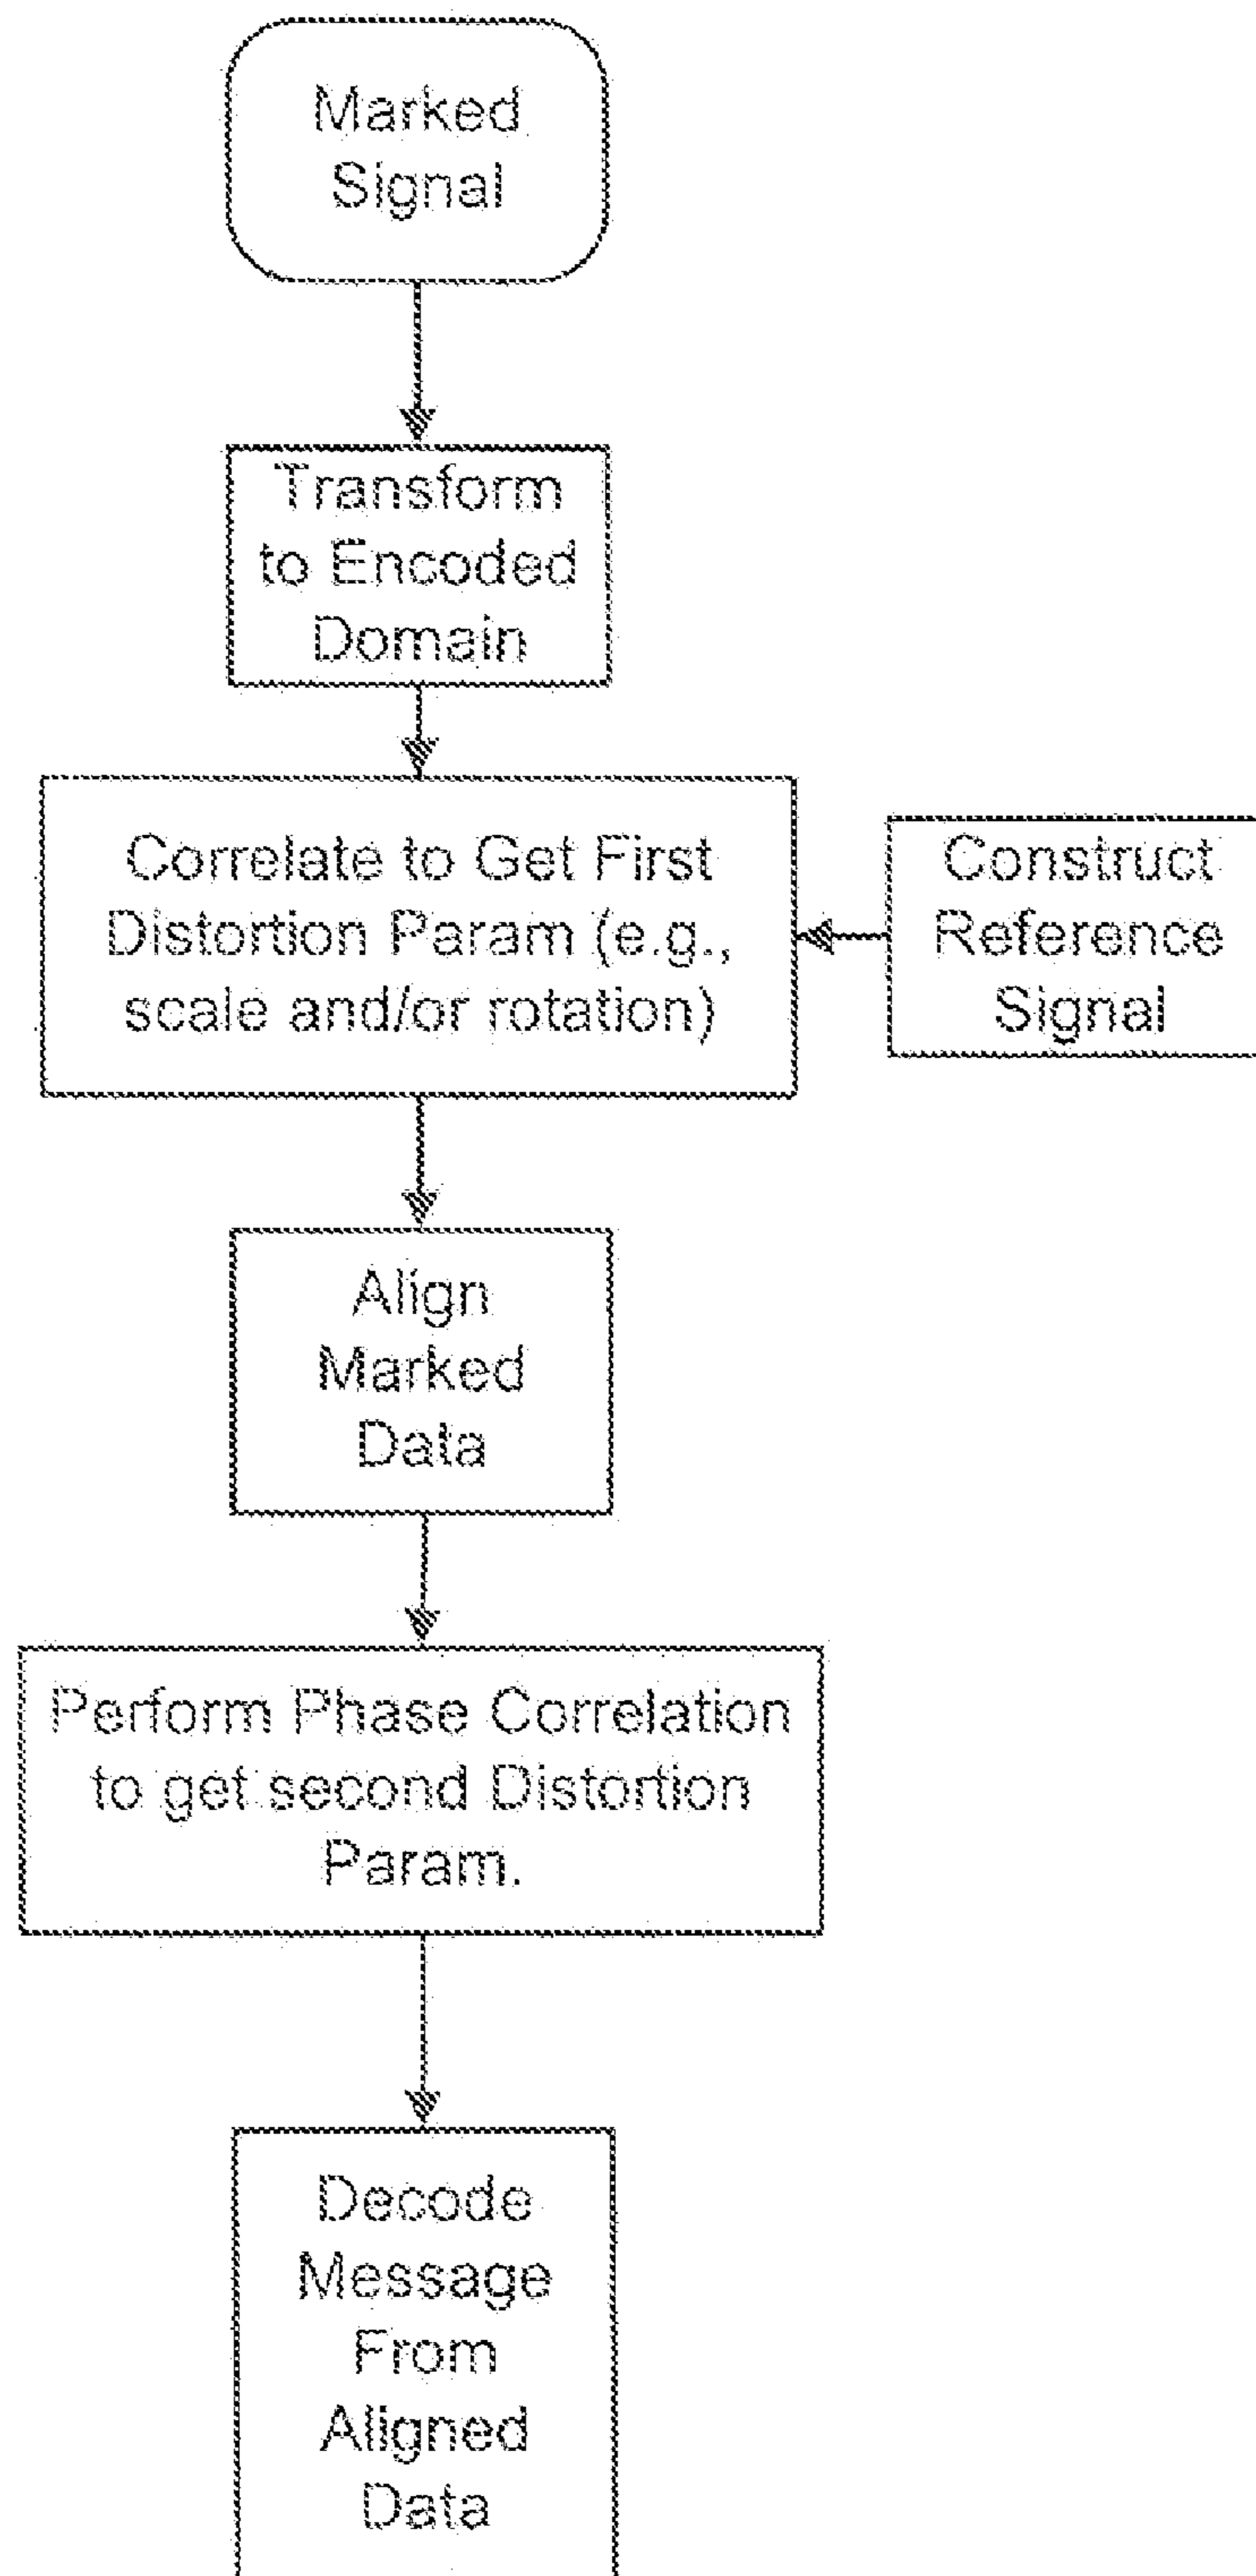 Marked
Signal
Transform
to Encoded
Domain
Correlate to Get First
Distortion Param (e.g.,
scale and/or rotation)
Construct
Reference
Signal
Align
Marked
Data
Perform Phase Correlation
to get second Distortion
Param.
Decode
Message
From
Aligned
Data